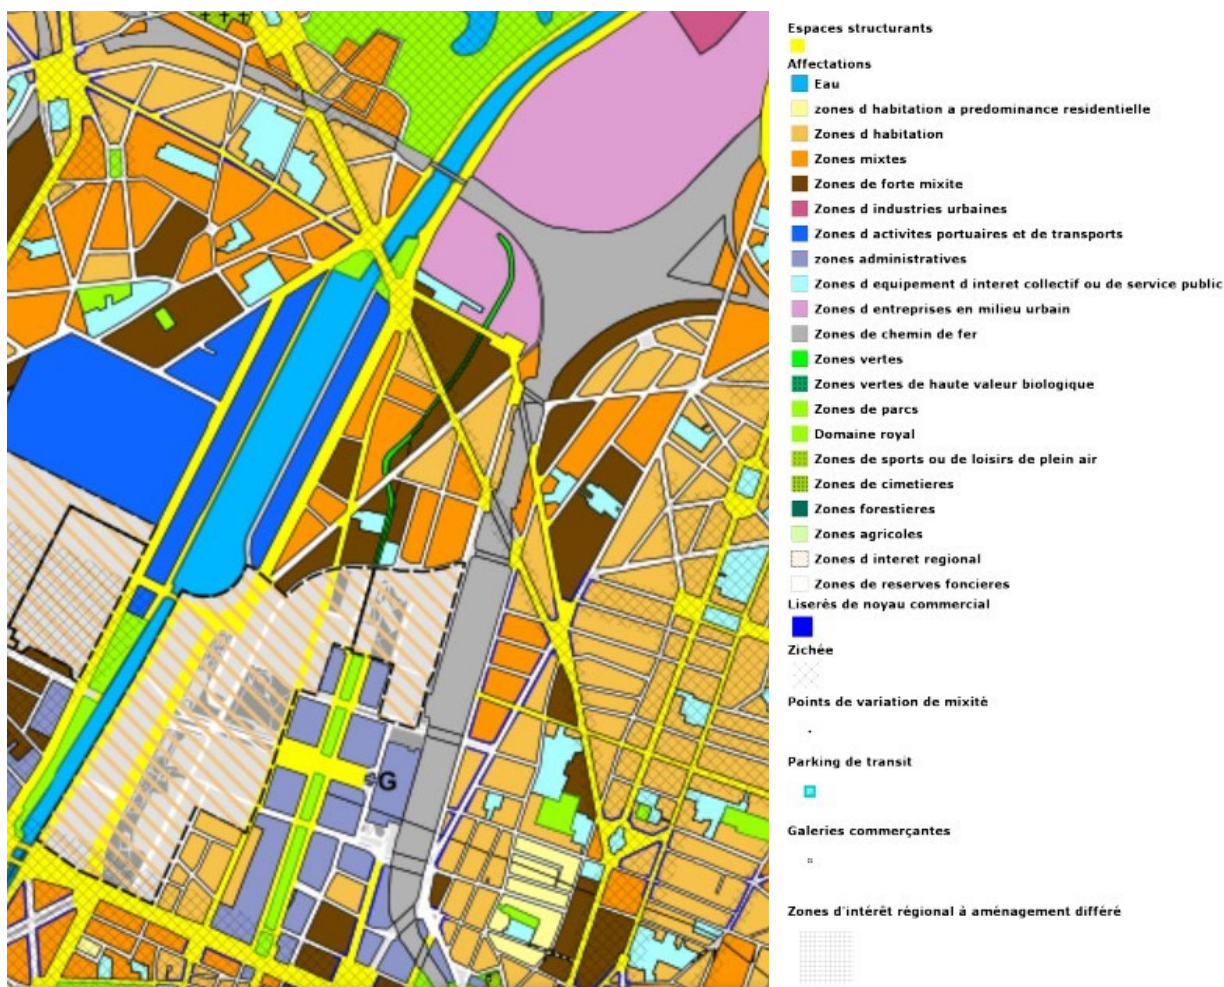 G
Espaces structurants
Affectations
Eau
zones d habitation a predominance residentielle
Zones d habitation
Zones mixtes
Zones de forte mixite
Zones d industries urbaines
Zones d activites portuaires et de transports
zones administratives
Zones d equipement d interet collectif ou de service public
Zones d entreprises en milieu urbain
Zones de chemin de fer
Zones vertes
Zones vertes de haute valeur biologique
Zones de parcs
Domaine royal
Zones de sports ou de loisirs de plein air
Zones de cimetieres
Zones forestieres
Zones agricoles
Zones d interet regional
Zones de reserves foncieres
Liserès de noyau commercial
Zichée
Points de variation de mixitè
Parking de transit
Galeries commerçantes
Zones d'intérêt régional à aménagement différé